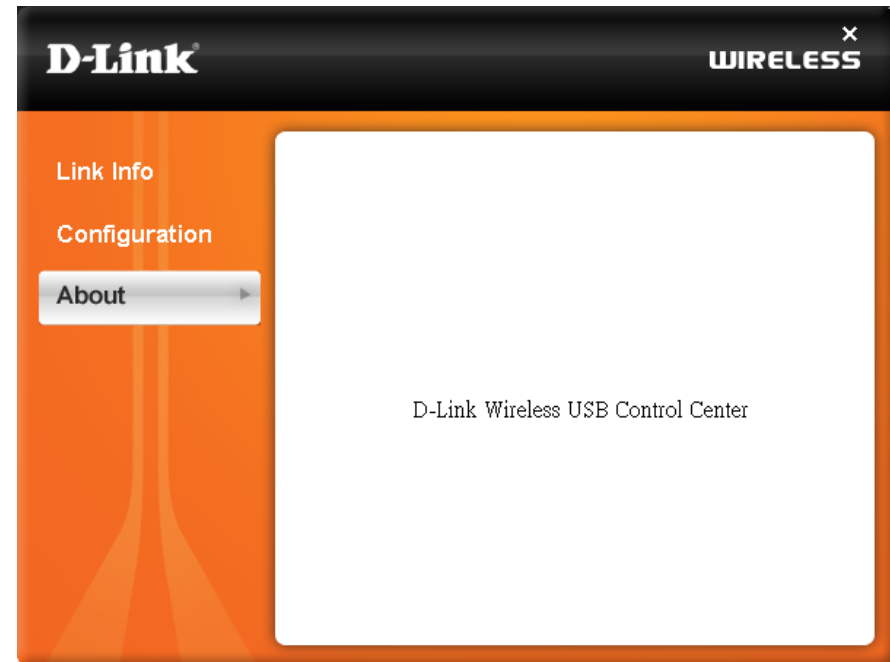 D-Link
WIRELESS
Link Info
Configuration
About
D-Link Wireless USB Control Center